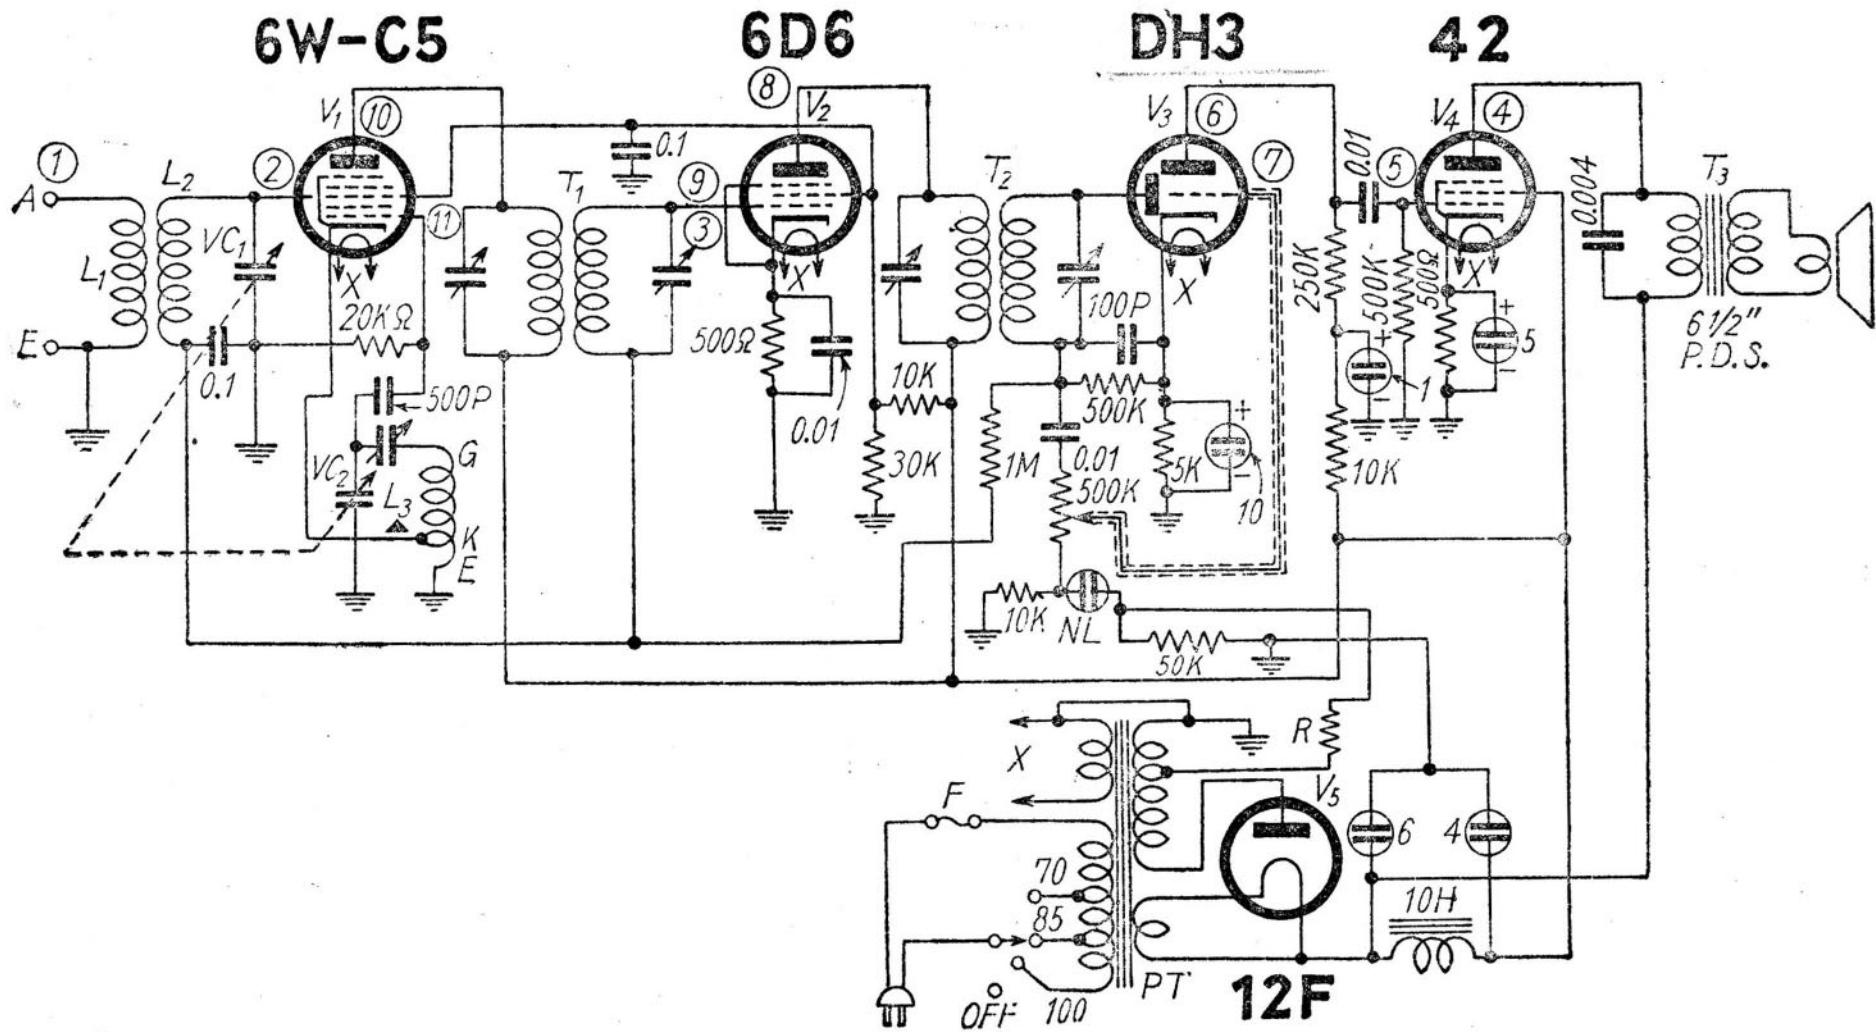 6W-C5 6D6 DH3 42
V1 ⑩ ⑧ V2 V3 ⑥ V4 ④
① ② 0.1 ⑦ 0.01 ⑤ 0.004
A L2 ⑪ T1 ⑨ T2 T3
L1 VC1 ③
X X X X
250K 500K 500Ω
20KΩ 500Ω 100P 5
E 6 1/2"
P.D.S.
0.1 500P 10K 500K 1
0.01
G 30K 1M 0.01 5K 10K
VC2 L3 500K 10
K
E
10K NL
50K
X R
F V5
70 6 4
85 10H
PT 12F
OFF 100